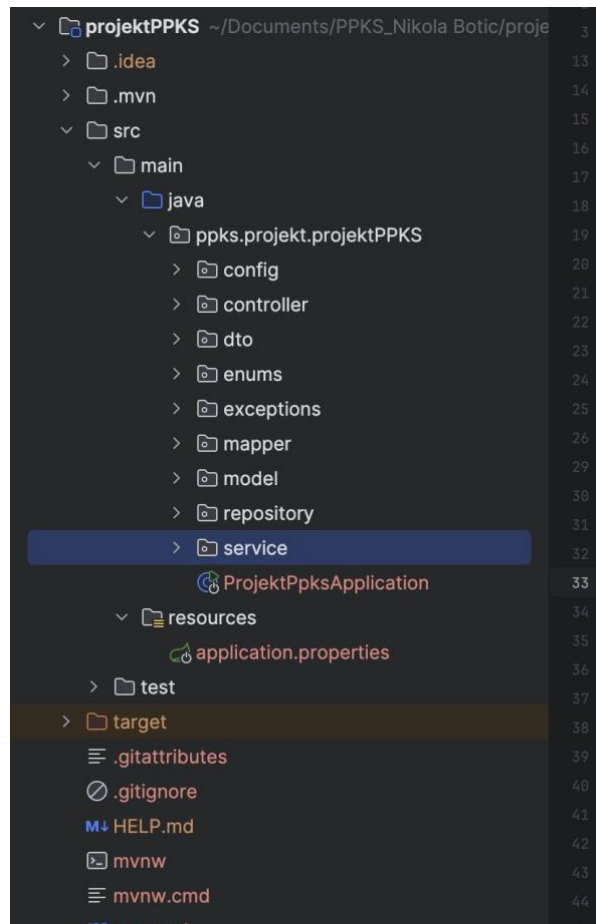 projektPPKS ~/Documents/PPKS_Nikola Botic/proje
3
.idea
13
.mvn
14
src
15
16
main
17
java
18
ppks.projekt.projektPPKS
19
config
20
controller
21
22
dto
23
enums
24
exceptions
25
mapper
26
model
29
repository
30
31
service
32
ProjektPpksApplication
33
resources
34
application.properties
35
36
test
37
target
38
.gitattributes
39
.gitignore
40
M↓ HELP.md
41
mvnw
42
43
mvnw.cmd
44